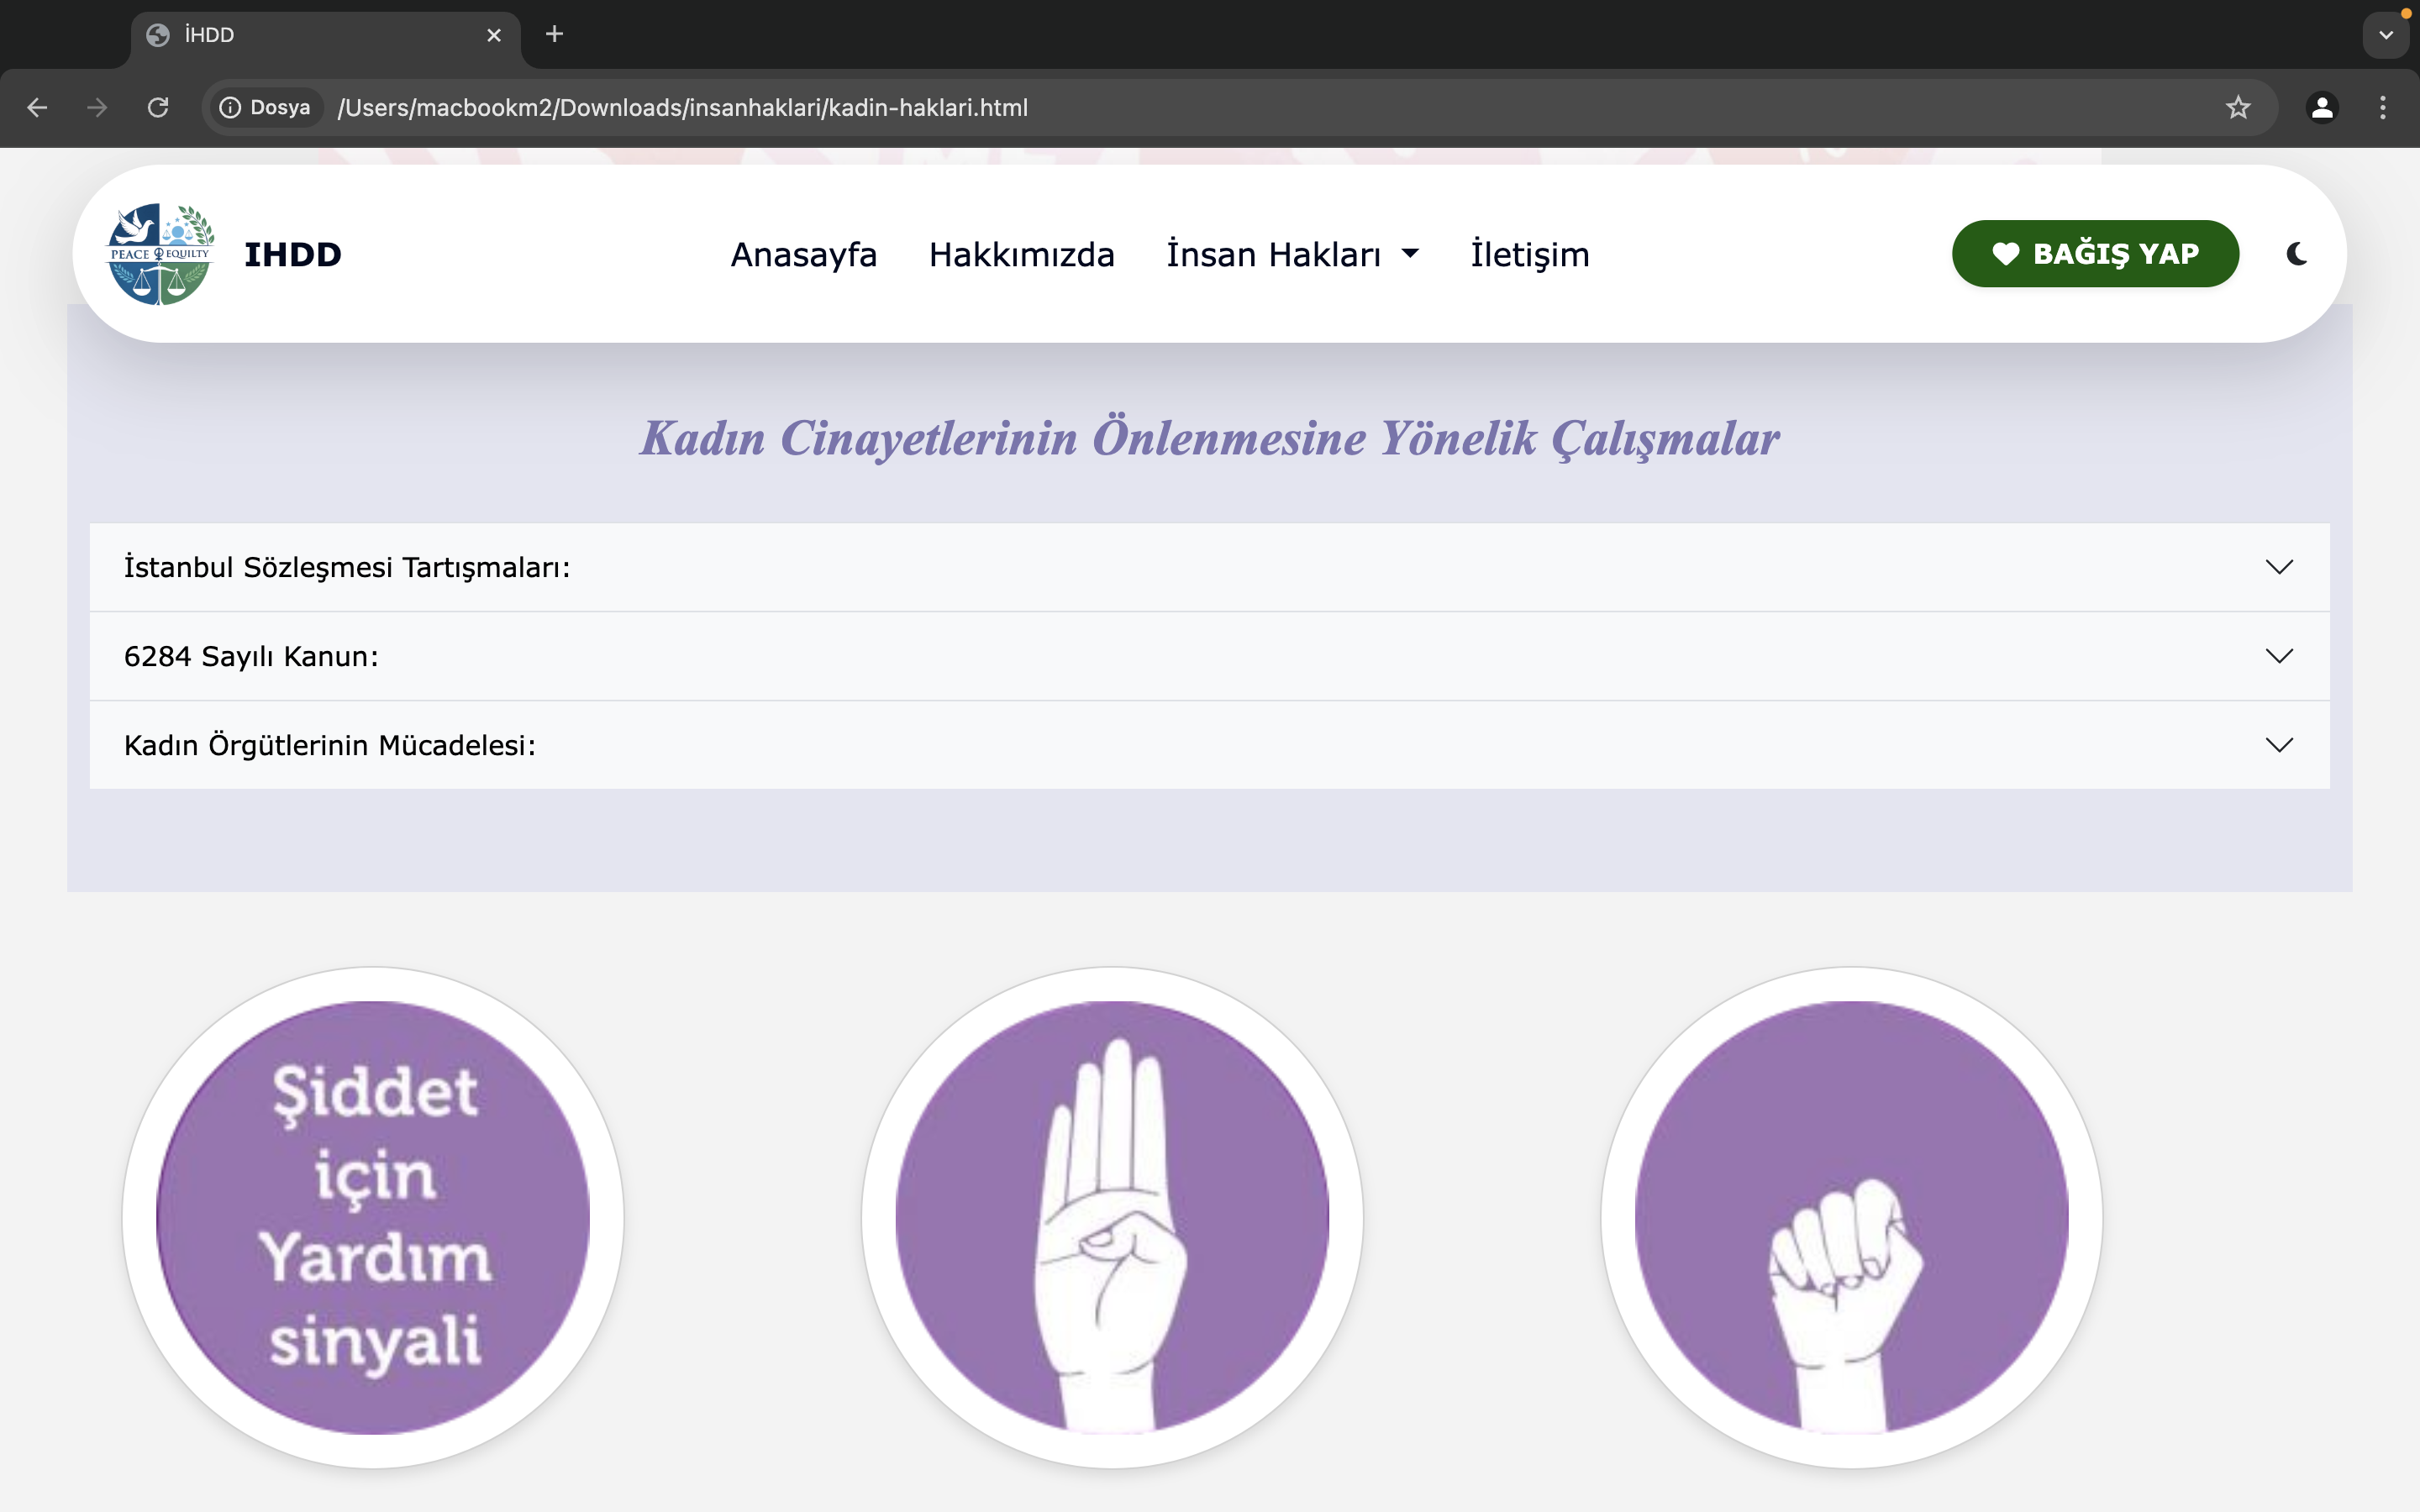 İHDD
Dosya /Users/macbookm2/Downloads/insanhaklari/kadin-haklari.html
PEACE EQUILTY
IHDD
Anasayfa Hakkımızda İnsan Hakları İletişim
BAĞIŞ YAP
Kadın Cinayetlerinin Önlenmesine Yönelik Çalışmalar
İstanbul Sözleşmesi Tartışmaları:
6284 Sayılı Kanun:
Kadın Örgütlerinin Mücadelesi:
Şiddet
için
Yardım
sinyali